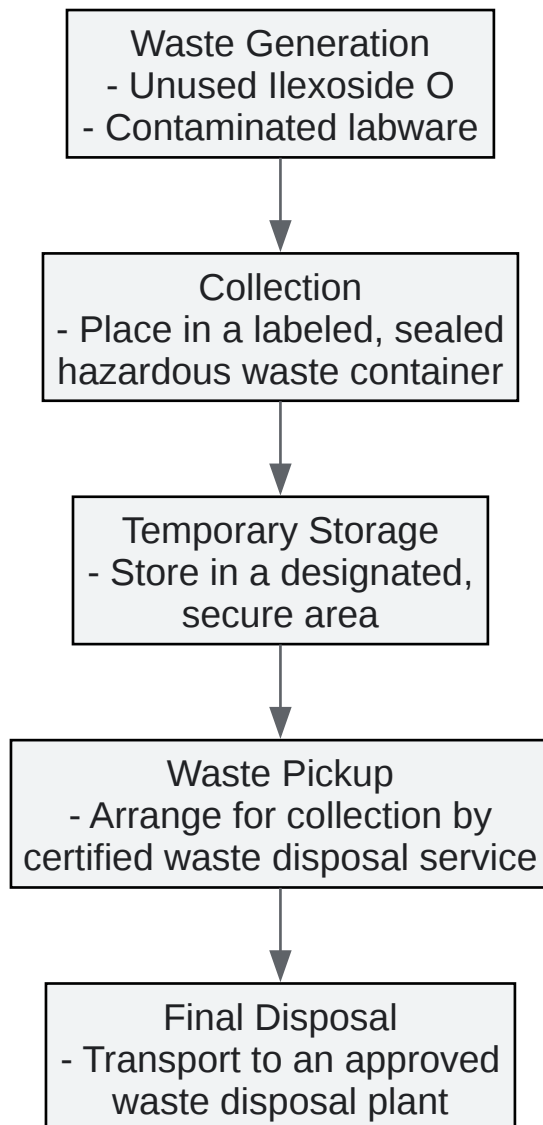 Waste Generation
- Unused Ilexoside O
- Contaminated labware
Collection
- Place in a labeled, sealed
hazardous waste container
Temporary Storage
- Store in a designated,
secure area
Waste Pickup
- Arrange for collection by
certified waste disposal service
Final Disposal
- Transport to an approved
waste disposal plant